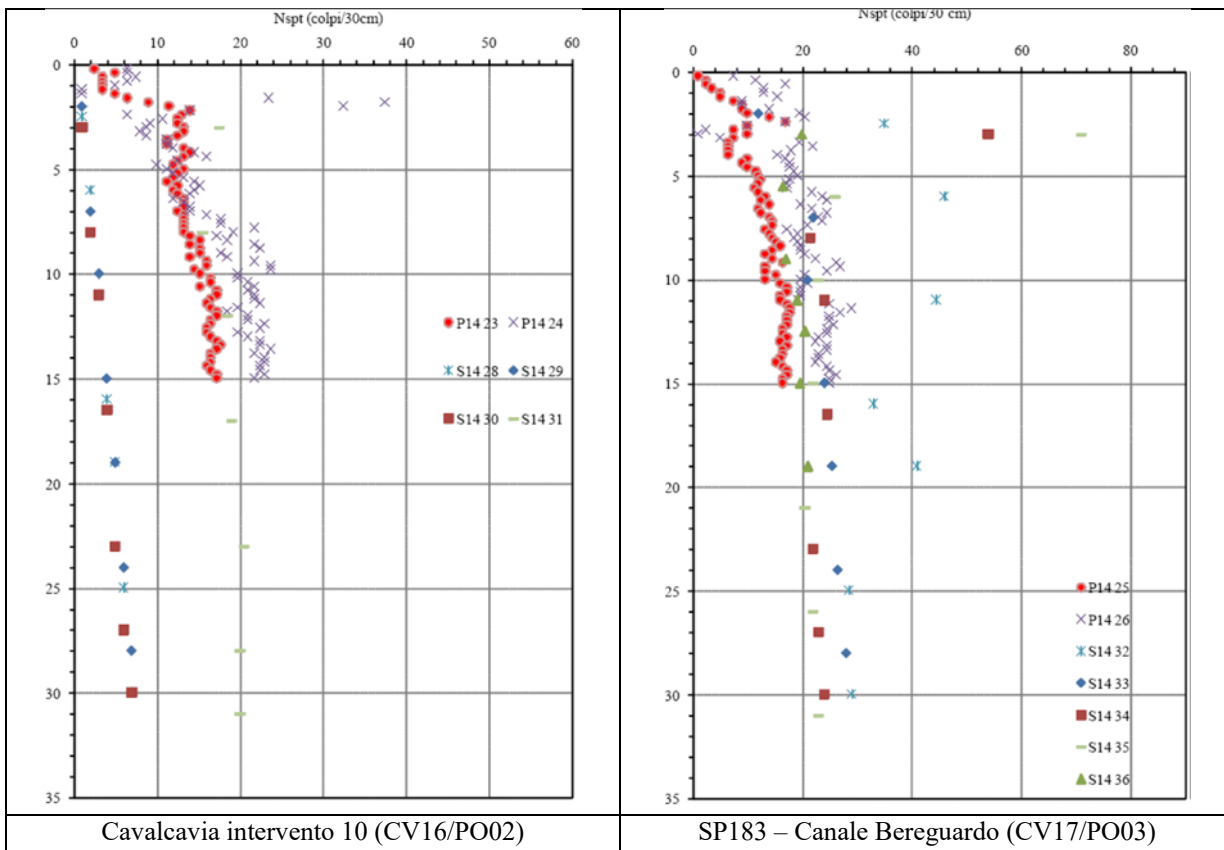 Nspt (colpi/30cm)
0 10 20 30 40 50 60
0
5
10
15
20
25
30
35
P14 23 P14 24
S14 28 S14 29
S14 30 S14 31
Cavalcavia intervento 10 (CV16/PO02)
Nspt (colpi/30 cm)
0 20 40 60 80
0
5
10
15
20
25
30
35
P14 25
P14 26
S14 32
S14 33
S14 34
S14 35
S14 36
SP183 – Canale Bereguardo (CV17/PO03)